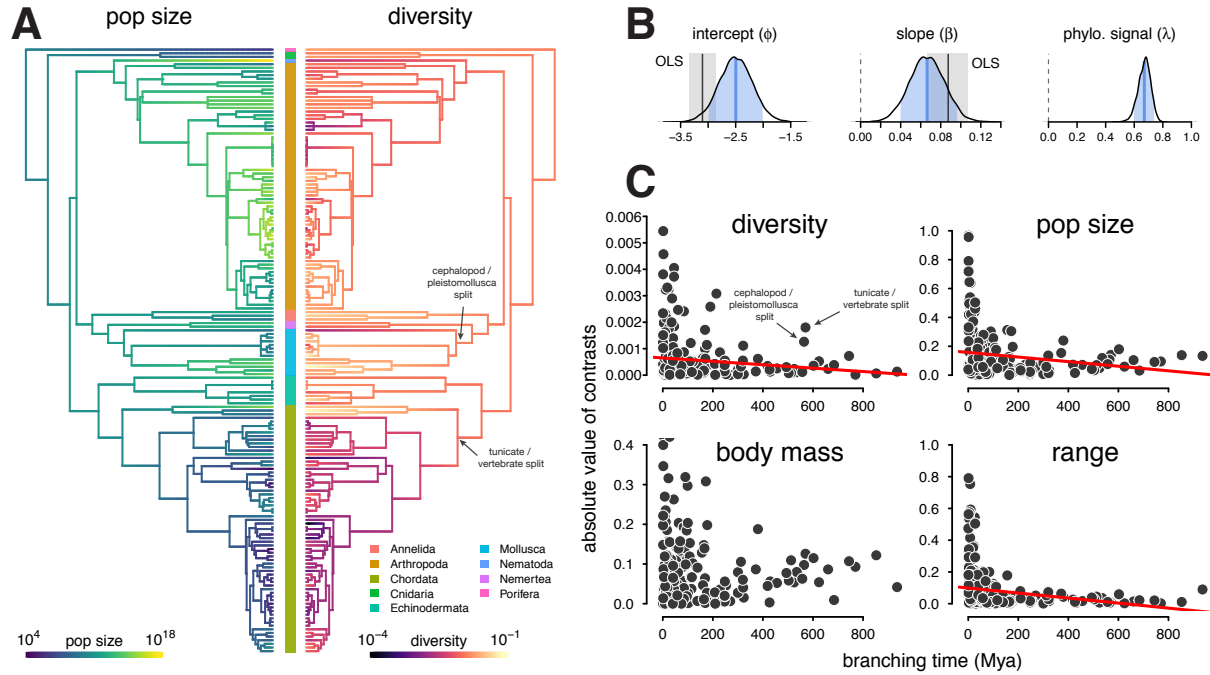 A
pop size
diversity
cephalopod /
pleistomollusca
split
tunicate /
vertebrate split
Annelida
Arthropoda
Chordata
Cnidaria
Echinodermata
Mollusca
Nematoda
Nemertea
Porifera
10^4 pop size 10^18
10^-4 diversity 10^-1
B
intercept (ϕ)
slope (β)
phylo. signal (λ)
OLS
OLS
−3.5 −2.5 −1.5
0.00 0.04 0.08 0.12
0.0 0.2 0.4 0.6 0.8 1.0
C
absolute value of contrasts
diversity
0.006
0.005
0.004
0.003
0.002
0.001
0.000
cephalopod /
pleistomollusca
split
tunicate /
vertebrate split
0 200 400 600 800
pop size
1.0
0.8
0.6
0.4
0.2
0.0
0 200 400 600 800
body mass
0.4
0.3
0.2
0.1
0.0
0 200 400 600 800
range
1.0
0.8
0.6
0.4
0.2
0.0
0 200 400 600 800
branching time (Mya)